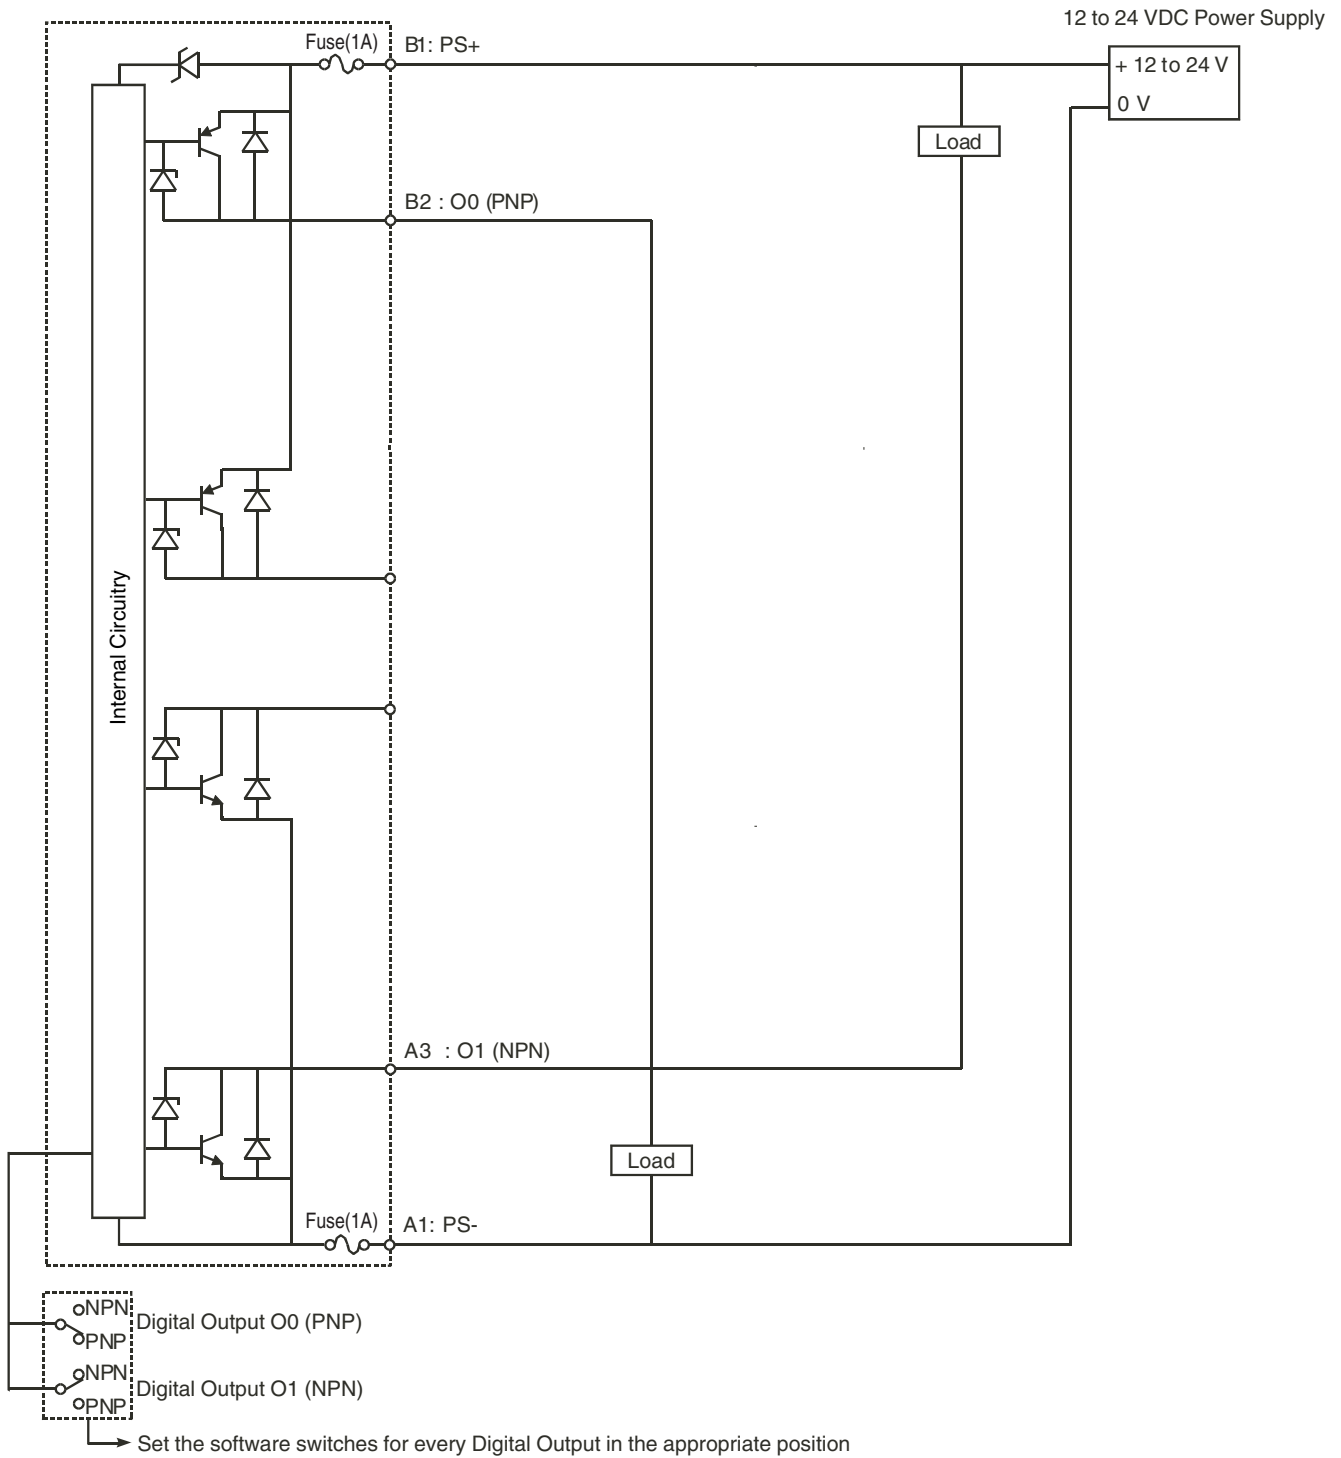 12 to 24 VDC Power Supply
Fuse(1A)
B1: PS+
+ 12 to 24 V
0 V
Load
B2 : O0 (PNP)
Internal Circuitry
A3 : O1 (NPN)
Load
Fuse(1A)
A1: PS-
NPN
Digital Output O0 (PNP)
PNP
NPN
Digital Output O1 (NPN)
PNP
Set the software switches for every Digital Output in the appropriate position